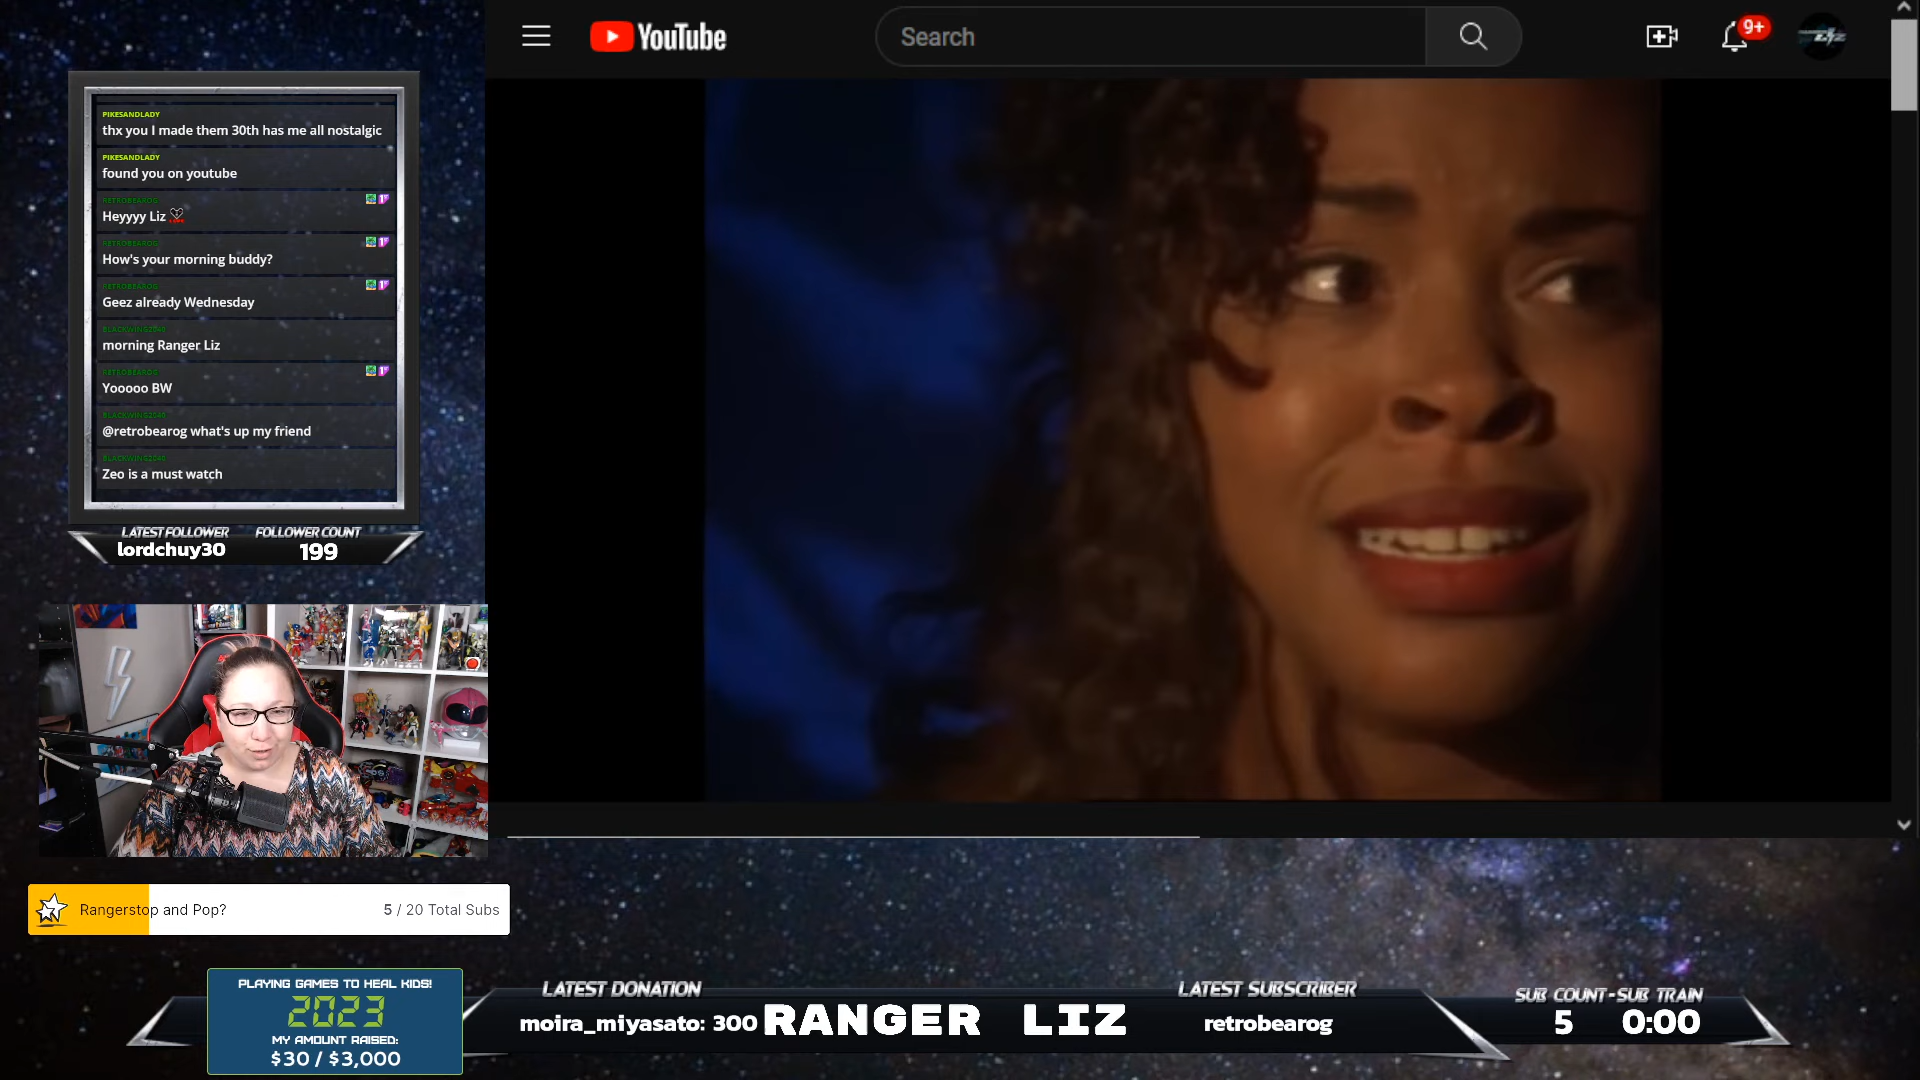 YouTube
Search
9+
PIKESANDLADY
thx you I made them 30th has me all nostalgic
PIKESANDLADY
found you on youtube
RETROBEAROG
Heyyyy Liz
RETROBEAROG
How's your morning buddy?
RETROBEAROG
Geez already Wednesday
morning Ranger Liz
RETROBEAROG
Yooooo BW
@retrobearog what's up my friend
Zeo is a must watch
LATEST FOLLOWER
lordchuy30
FOLLOWER COUNT
199
Rangerstop and Pop?
5 / 20 Total Subs
PLAYING GAMES TO HEAL KIDS!
2023
MY AMOUNT RAISED:
$30 / $3,000
LATEST DONATION
moira_miyasato: 300
RANGER LIZ
LATEST SUBSCRIBER
retrobearog
SUB COUNT-SUB TRAIN
5 0:00